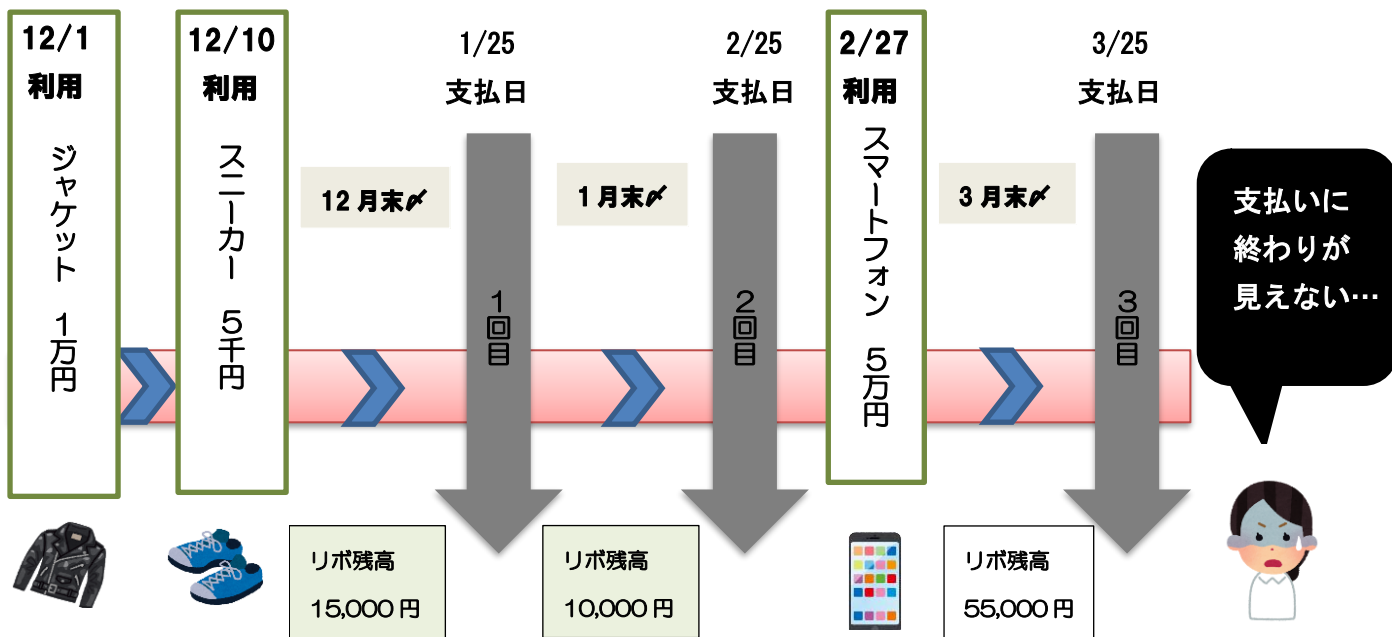 12/1
利用
ジャケット 1万円
12/10
利用
スニーカー 5千円
12月末〆
1/25
支払日
1回目
1月末〆
2/25
支払日
2回目
2/27
利用
スマートフォン 5万円
3月末〆
3/25
支払日
3回目
支払いに
終わりが
見えない…
リボ残高
15,000円
リボ残高
10,000円
リボ残高
55,000円